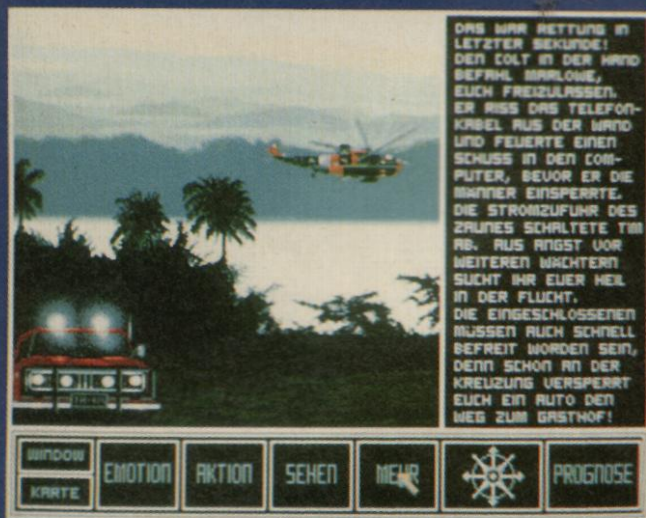 DAS WAR RETTUNG IN
LETZTER SEKUNDE!
DEN COLT IN DER HAND
BEFAHL MARLOWE,
EUCH FREIZULASSEN.
ER RISS DAS TELEFON-
KABEL AUS DER WAND
UND FEUERTE EINEN
SCHUSS IN DEN COM-
PUTER, BEVOR ER DIE
MÄNNER EINSPERRTE.
DIE STROMZUFUHR DES
ZAUNES SCHALTETE TIM
AB. AUS ANGST VOR
WEITEREN WÄCHTERN
SUCHT IHR EUER HEIL
IN DER FLUCHT.
DIE EINGESCHLOSSENEN
MÜSSEN AUCH SCHNELL
BEFREIT WORDEN SEIN,
DENN SCHON AN DER
KREUZUNG VERSPERRT
EUCH EIN AUTO DEN
WEG ZUM GASTHOF!
WINDOW
KARTE
EMOTION
AKTION
SEHEN
MEHR
PROGNOSE